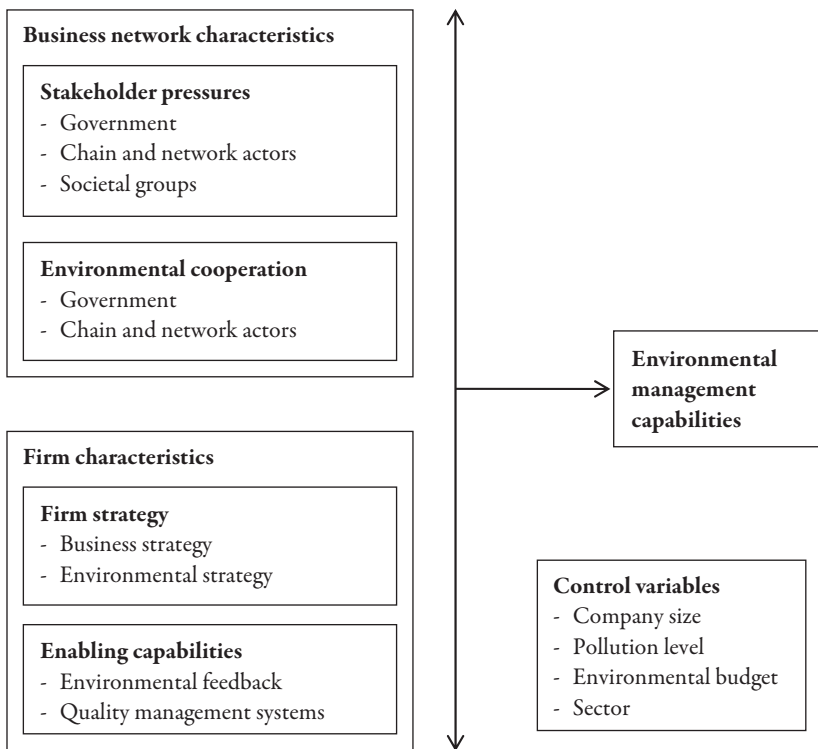 Business network characteristics
Stakeholder pressures
- Government
- Chain and network actors
- Societal groups
Environmental cooperation
- Government
- Chain and network actors
Environmental
management
capabilities
Firm characteristics
Firm strategy
- Business strategy
- Environmental strategy
Enabling capabilities
- Environmental feedback
- Quality management systems
Control variables
- Company size
- Pollution level
- Environmental budget
- Sector